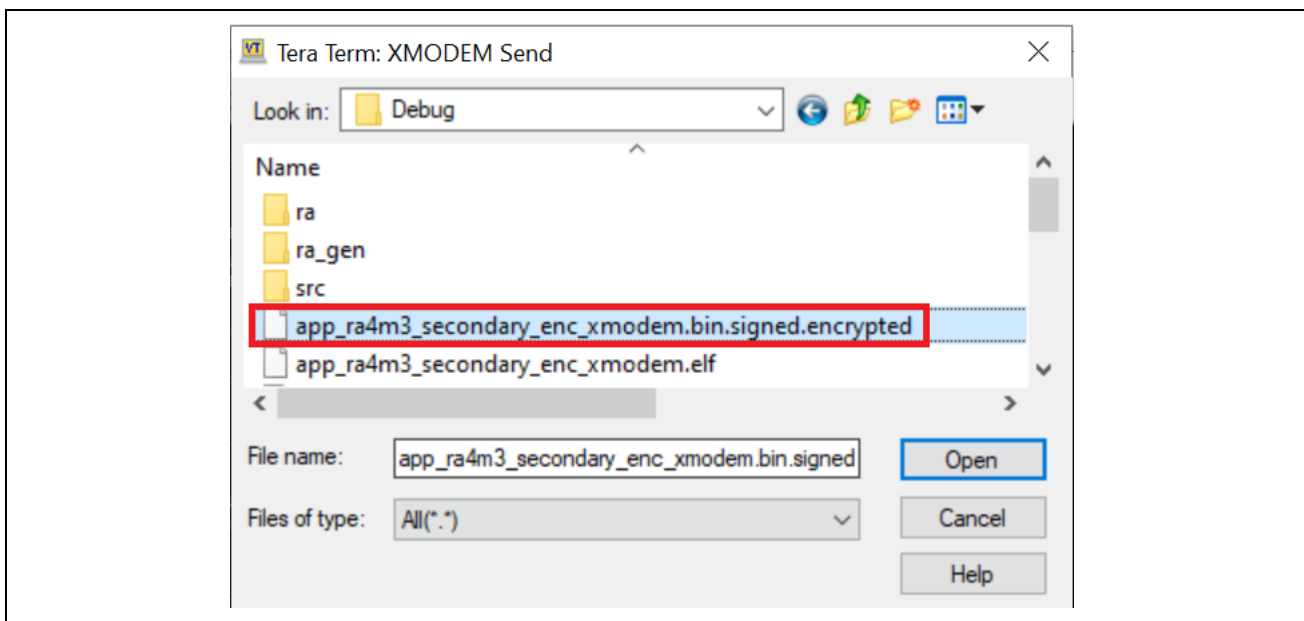 VT Tera Term: XMODEM Send
Look in: Debug
Name
ra
ra_gen
src
app_ra4m3_secondary_enc_xmodem.bin.signed.encrypted
app_ra4m3_secondary_enc_xmodem.elf
File name: app_ra4m3_secondary_enc_xmodem.bin.signed Open
Files of type: All(*.*) Cancel
Help